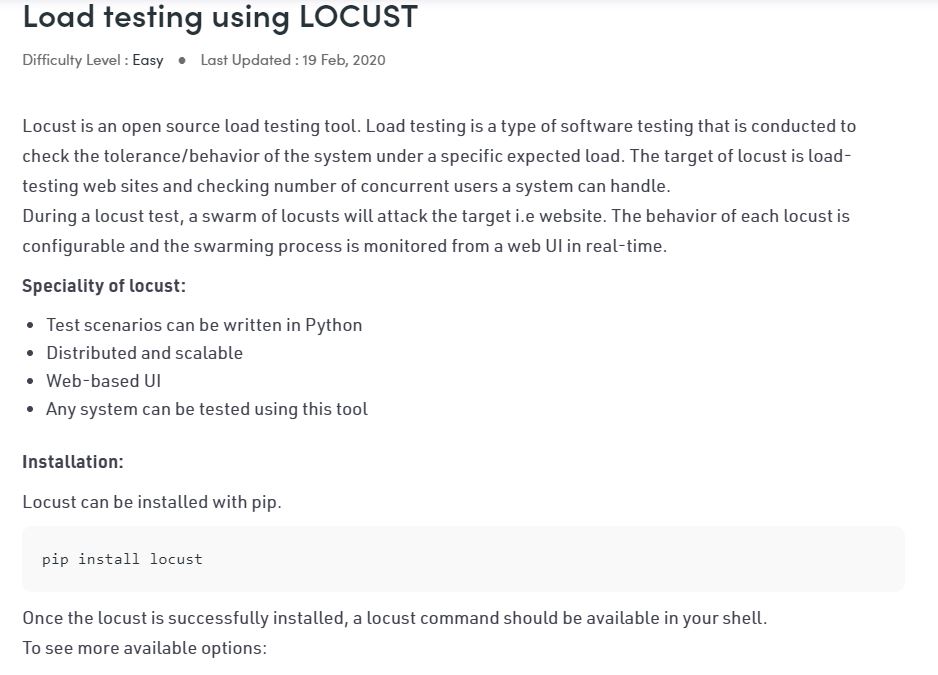 Load testing using LOCUST
Difficulty Level : Easy ● Last Updated : 19 Feb, 2020
Locust is an open source load testing tool. Load testing is a type of software testing that is conducted to
check the tolerance/behavior of the system under a specific expected load. The target of locust is load-
testing web sites and checking number of concurrent users a system can handle.
During a locust test, a swarm of locusts will attack the target i.e website. The behavior of each locust is
configurable and the swarming process is monitored from a web UI in real-time.
Speciality of locust:
• Test scenarios can be written in Python
• Distributed and scalable
• Web-based UI
• Any system can be tested using this tool
Installation:
Locust can be installed with pip.
pip install locust
Once the locust is successfully installed, a locust command should be available in your shell.
To see more available options: